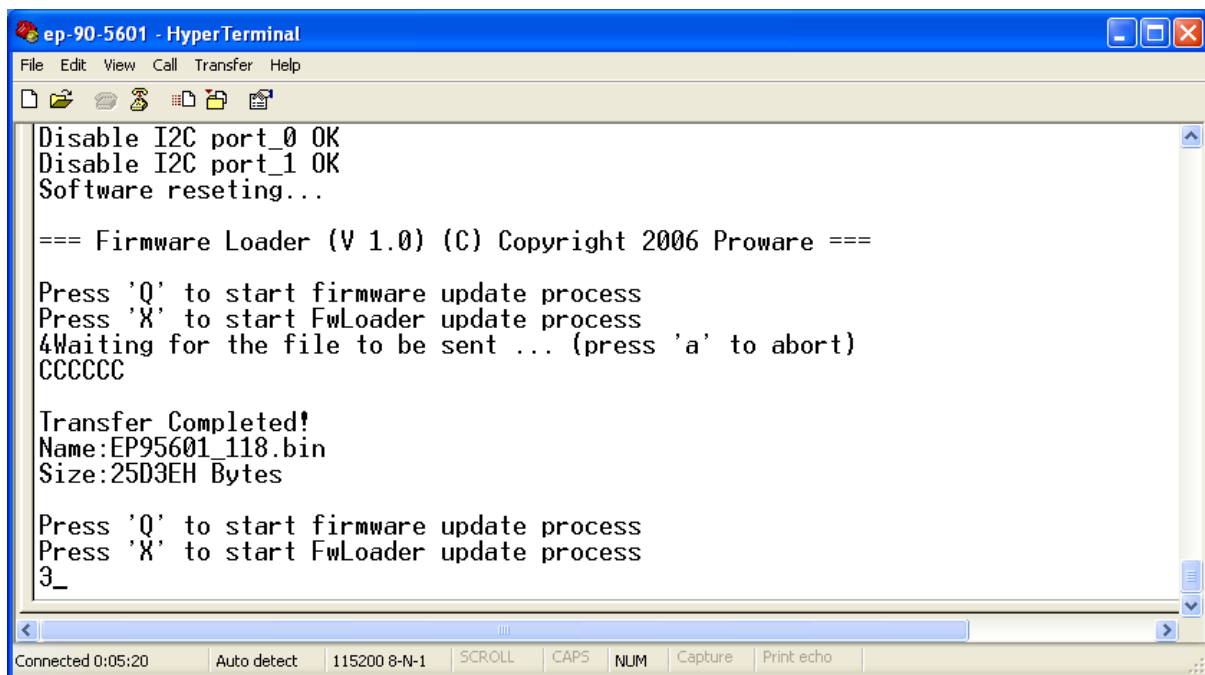 ep-90-5601 - HyperTerminal
File Edit View Call Transfer Help
Disable I2C port_0 OK
Disable I2C port_1 OK
Software reseting...
=== Firmware Loader (V 1.0) (C) Copyright 2006 Proware ===
Press 'Q' to start firmware update process
Press 'X' to start FwLoader update process
4Waiting for the file to be sent ... (press 'a' to abort)
CCCCCC
Transfer Completed!
Name:EP95601_118.bin
Size:25D3EH Bytes
Press 'Q' to start firmware update process
Press 'X' to start FwLoader update process
3_
Connected 0:05:20 Auto detect 115200 8-N-1 SCROLL CAPS NUM Capture Print echo